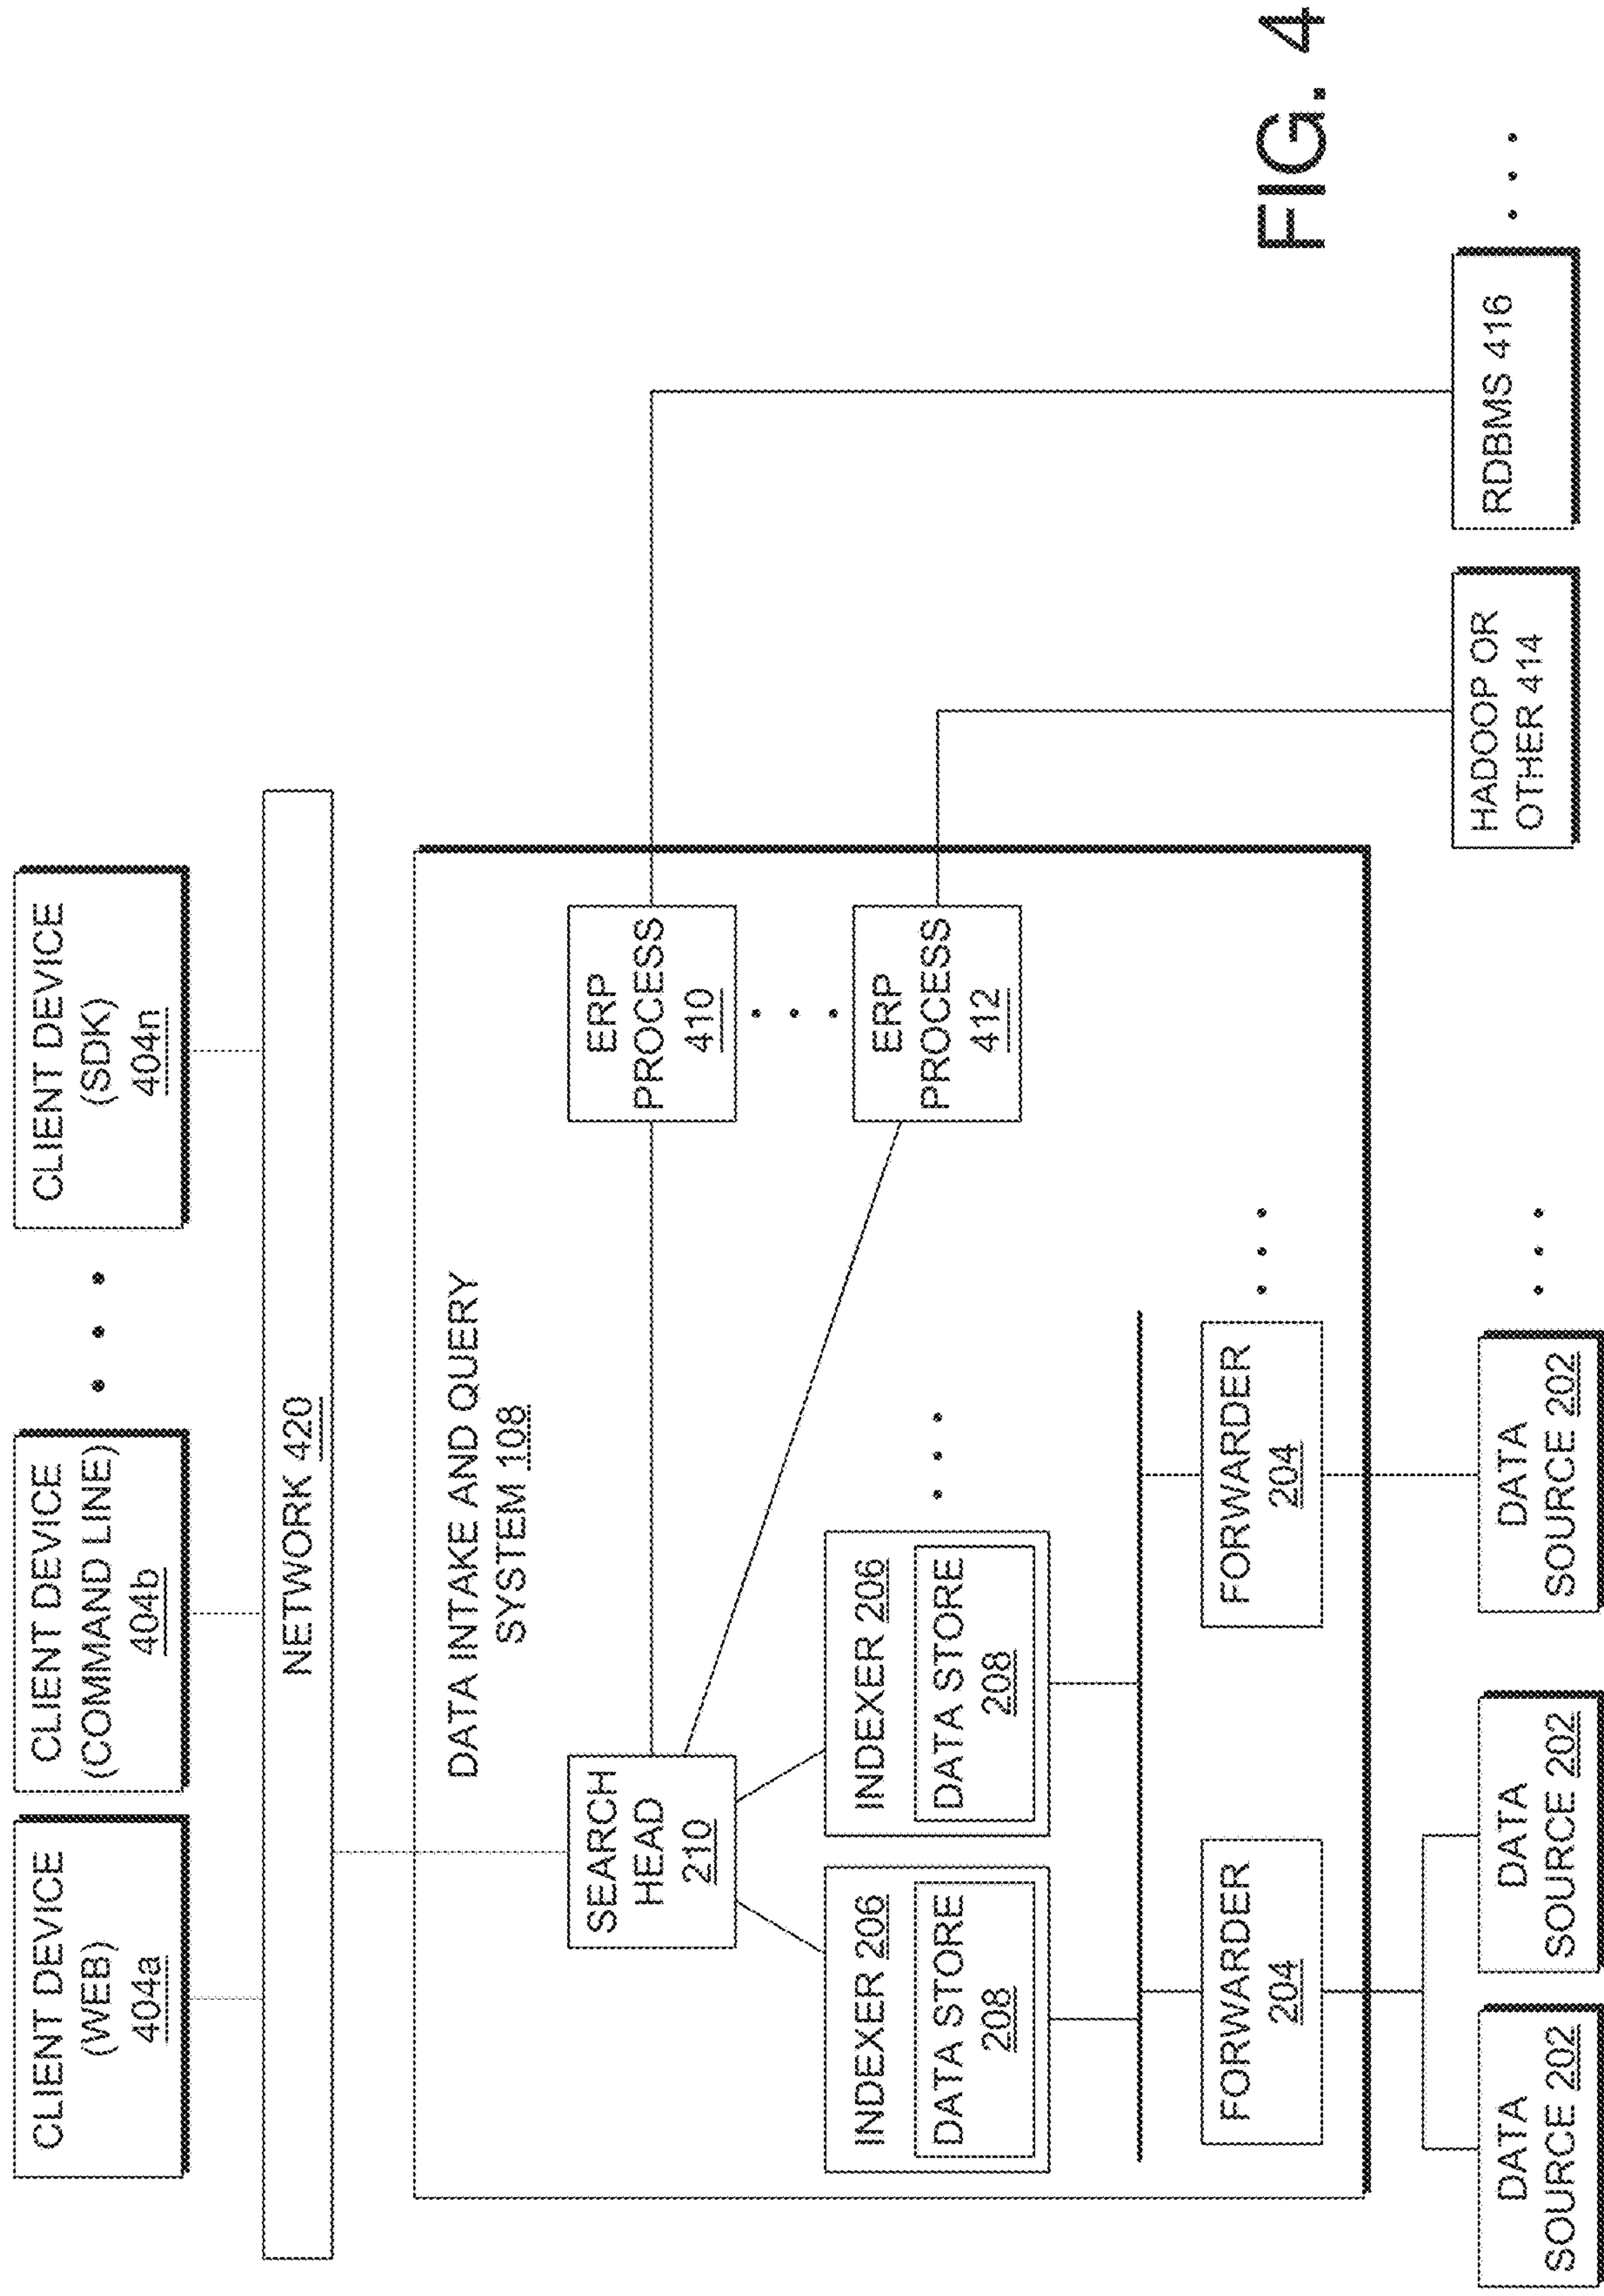 CLIENT DEVICE
(WEB)
404a
CLIENT DEVICE
(COMMAND LINE)
404b
CLIENT DEVICE
(SDK)
404n
NETWORK 420
DATA INTAKE AND QUERY
SYSTEM 108
SEARCH
HEAD
210
ERP
PROCESS
410
INDEXER 206
DATA STORE
208
INDEXER 206
DATA STORE
208
ERP
PROCESS
412
FORWARDER
204
FORWARDER
204
DATA
SOURCE 202
DATA
SOURCE 202
DATA
SOURCE 202
HADOOP OR
OTHER 414
RDBMS 416
FIG. 4